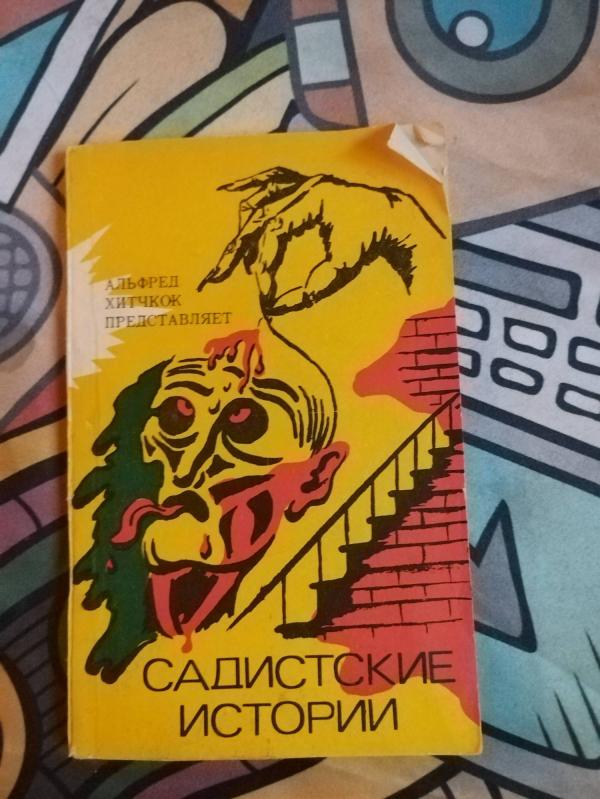 АЛЬФРЕД
ХИТЧКОК
ПРЕДСТАВЛЯЕТ
САДИСТСКИЕ
ИСТОРИИ